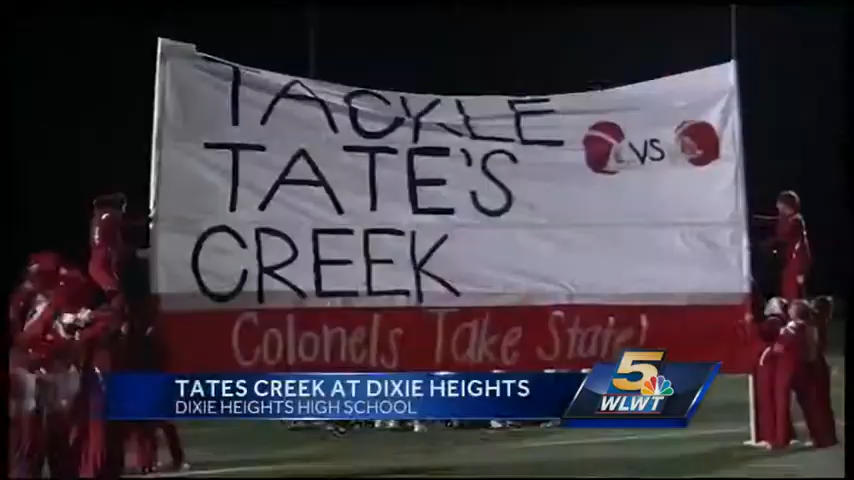 TACKLE
TATE'S
CREEK
VS
Colonels Take State!
TATES CREEK AT DIXIE HEIGHTS
DIXIE HEIGHTS HIGH SCHOOL
5
WLWT